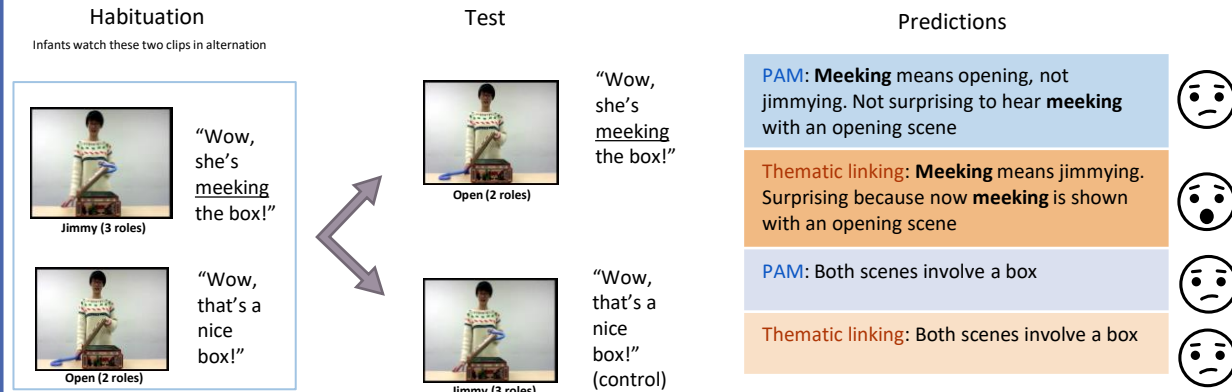 Habituation
Infants watch these two clips in alternation
“Wow,
she’s
meeking
the box!”
Jimmy (3 roles)
“Wow,
that’s a
nice
box!”
Open (2 roles)
Test
“Wow,
she’s
meeking
the box!”
Open (2 roles)
“Wow,
that’s a
nice
box!”
(control)
Jimmy (3 roles)
Predictions
PAM: Meeking means opening, not
jimmying. Not surprising to hear meeking
with an opening scene
Thematic linking: Meeking means jimmying.
Surprising because now meeking is shown
with an opening scene
PAM: Both scenes involve a box
Thematic linking: Both scenes involve a box